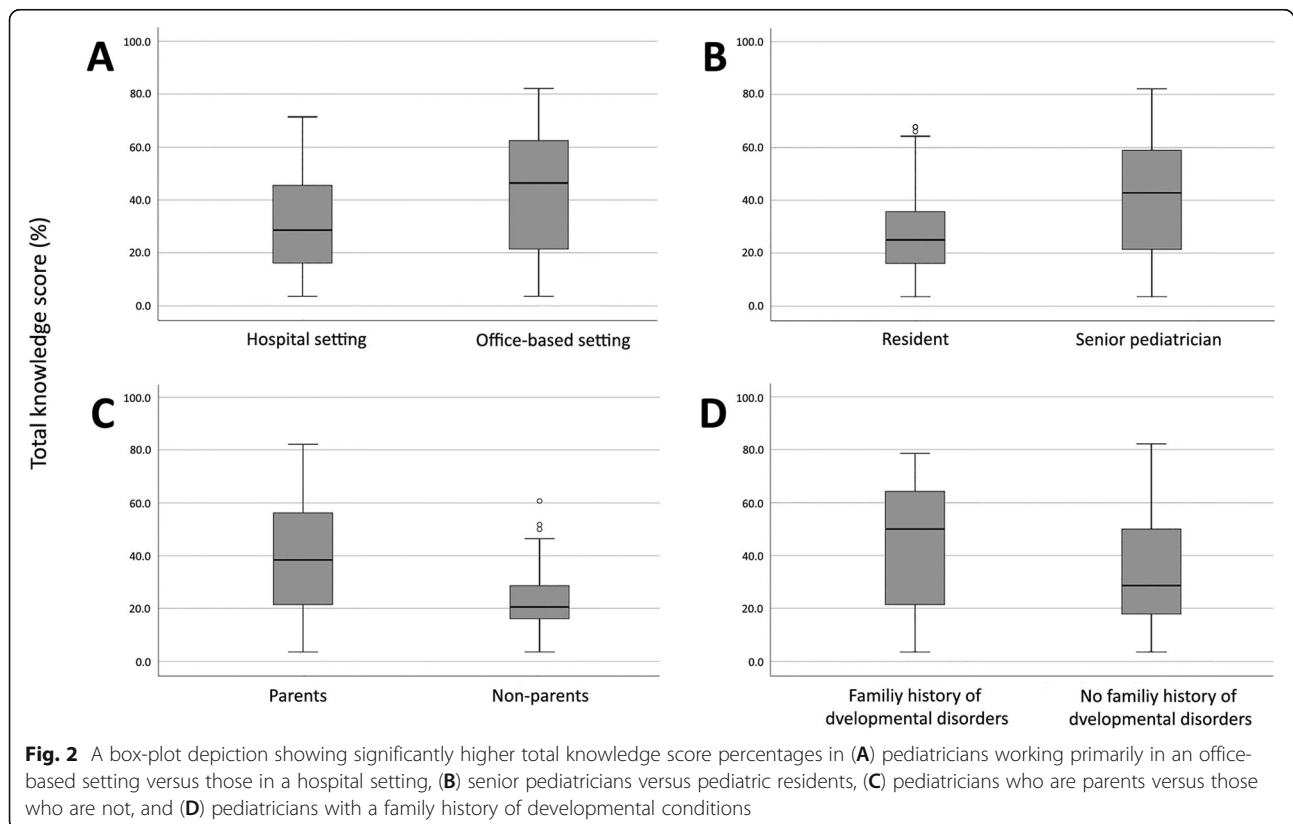 A
B
100.0
80.0
60.0
40.0
20.0
0.0
Hospital setting
Office-based setting
100.0
80.0
60.0
40.0
20.0
0.0
Resident
Senior pediatrician
Total knowledge score (%)
C
D
100.0
80.0
60.0
40.0
20.0
0.0
Parents
Non-parents
100.0
80.0
60.0
40.0
20.0
0.0
Familiy history of
dvelopmental disorders
No familiy history of
dvelopmental disorders
Fig. 2 A box-plot depiction showing significantly higher total knowledge score percentages in (A) pediatricians working primarily in an office-
based setting versus those in a hospital setting, (B) senior pediatricians versus pediatric residents, (C) pediatricians who are parents versus those
who are not, and (D) pediatricians with a family history of developmental conditions